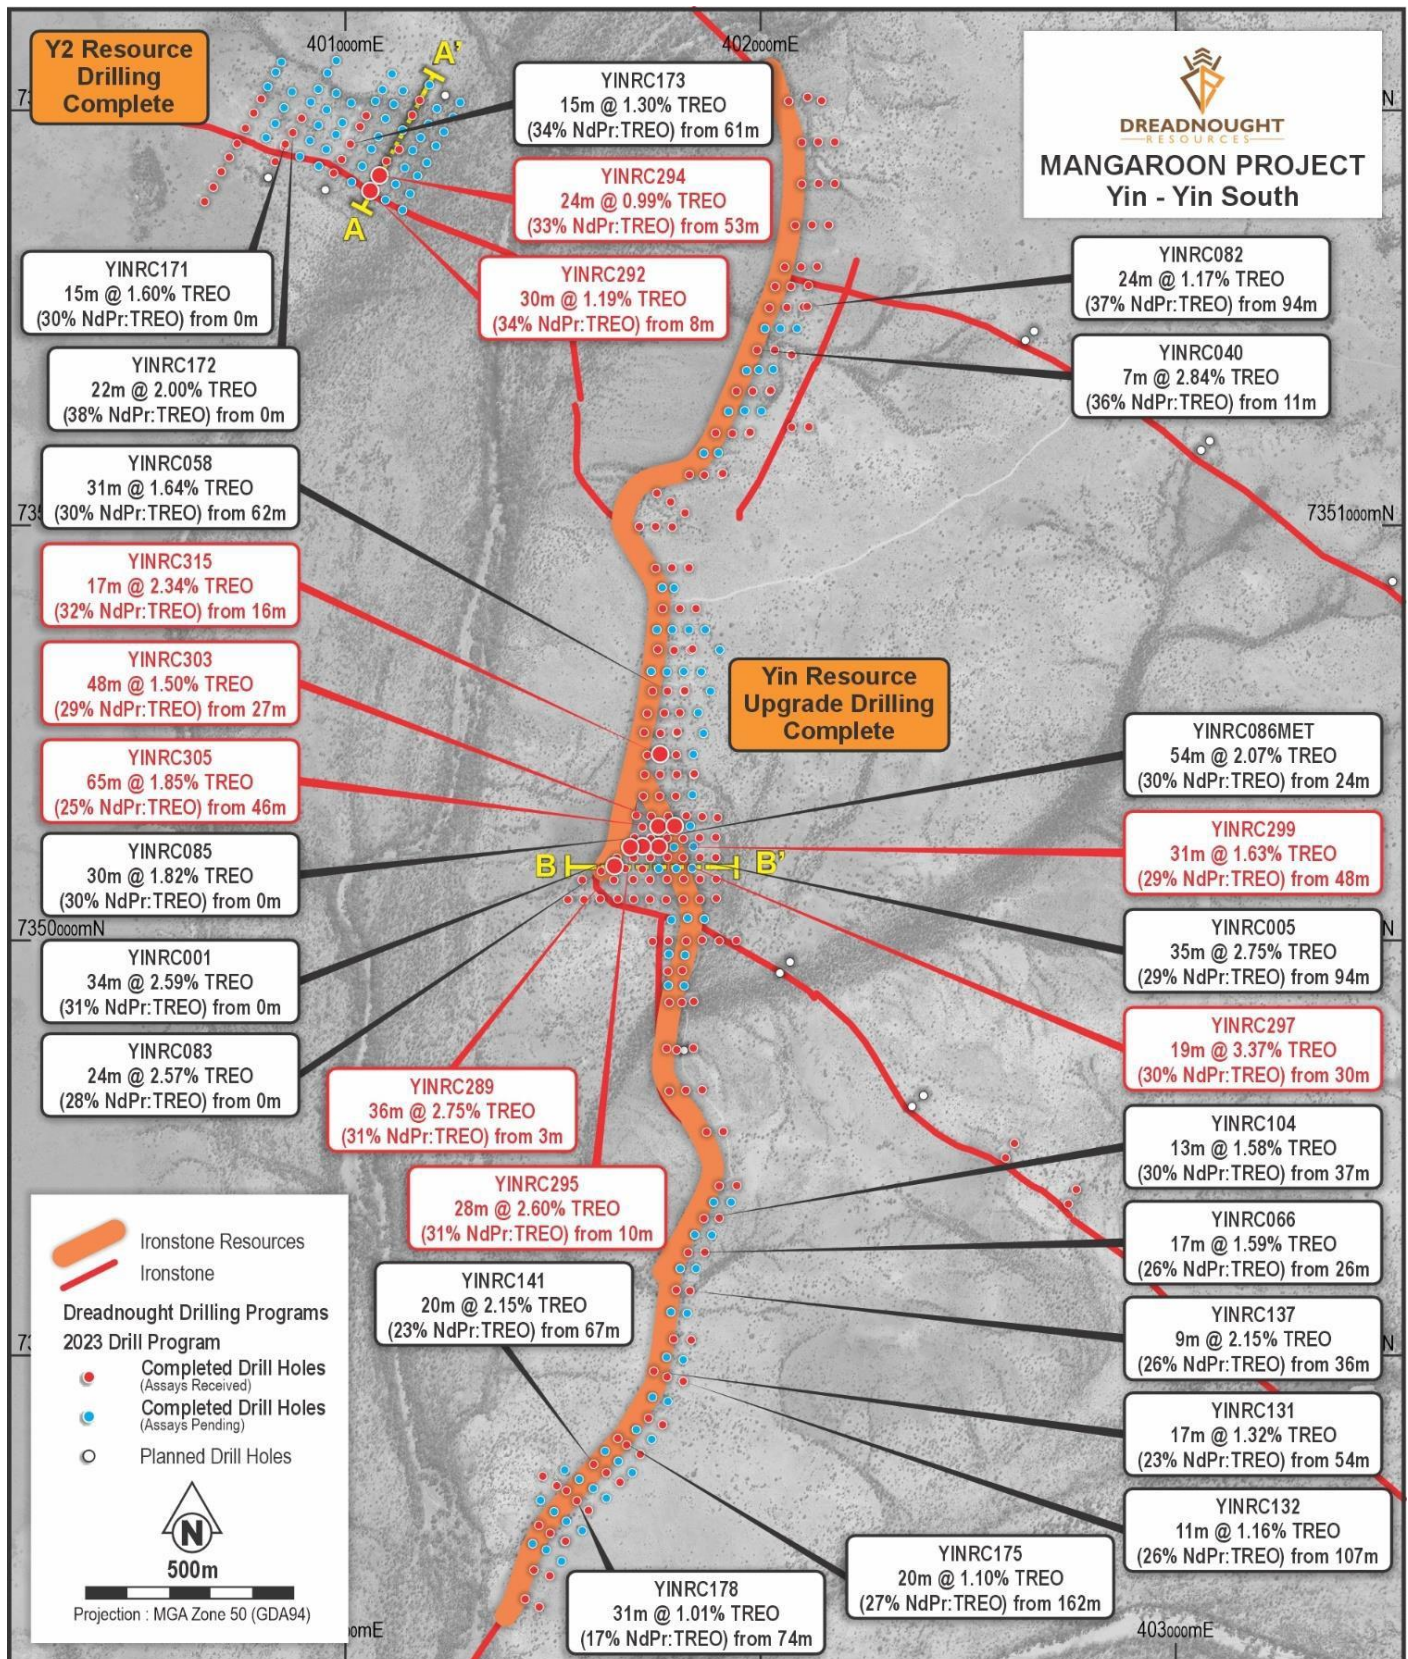 401000mE
402000mE
Y2 Resource
Drilling
Complete
A'
A
DREADNOUGHT
RESOURCES
MANGAROON PROJECT
Yin - Yin South
N
YINRC173
15m @ 1.30% TREO
(34% NdPr:TREO) from 61m
YINRC294
24m @ 0.99% TREO
(33% NdPr:TREO) from 53m
YINRC292
30m @ 1.19% TREO
(34% NdPr:TREO) from 8m
YINRC082
24m @ 1.17% TREO
(37% NdPr:TREO) from 94m
YINRC040
7m @ 2.84% TREO
(36% NdPr:TREO) from 11m
YINRC171
15m @ 1.60% TREO
(30% NdPr:TREO) from 0m
YINRC172
22m @ 2.00% TREO
(38% NdPr:TREO) from 0m
YINRC058
31m @ 1.64% TREO
(30% NdPr:TREO) from 62m
7351000mN
YINRC315
17m @ 2.34% TREO
(32% NdPr:TREO) from 16m
YINRC303
48m @ 1.50% TREO
(29% NdPr:TREO) from 27m
YINRC305
65m @ 1.85% TREO
(25% NdPr:TREO) from 46m
YINRC085
30m @ 1.82% TREO
(30% NdPr:TREO) from 0m
7350000mN
YINRC001
34m @ 2.59% TREO
(31% NdPr:TREO) from 0m
YINRC083
24m @ 2.57% TREO
(28% NdPr:TREO) from 0m
Yin Resource
Upgrade Drilling
Complete
B
B'
YINRC086MET
54m @ 2.07% TREO
(30% NdPr:TREO) from 24m
YINRC299
31m @ 1.63% TREO
(29% NdPr:TREO) from 48m
YINRC005
35m @ 2.75% TREO
(29% NdPr:TREO) from 94m
N
YINRC297
19m @ 3.37% TREO
(30% NdPr:TREO) from 30m
YINRC289
36m @ 2.75% TREO
(31% NdPr:TREO) from 3m
YINRC295
28m @ 2.60% TREO
(31% NdPr:TREO) from 10m
YINRC104
13m @ 1.58% TREO
(30% NdPr:TREO) from 37m
YINRC066
17m @ 1.59% TREO
(26% NdPr:TREO) from 26m
YINRC141
20m @ 2.15% TREO
(23% NdPr:TREO) from 67m
YINRC137
9m @ 2.15% TREO
(26% NdPr:TREO) from 36m
N
YINRC131
17m @ 1.32% TREO
(23% NdPr:TREO) from 54m
YINRC132
11m @ 1.16% TREO
(26% NdPr:TREO) from 107m
YINRC175
20m @ 1.10% TREO
(27% NdPr:TREO) from 162m
YINRC178
31m @ 1.01% TREO
(17% NdPr:TREO) from 74m
Ironstone Resources
Ironstone
Dreadnought Drilling Programs
2023 Drill Program
Completed Drill Holes
(Assays Received)
Completed Drill Holes
(Assays Pending)
Planned Drill Holes
N
500m
Projection : MGA Zone 50 (GDA94)
403000mE